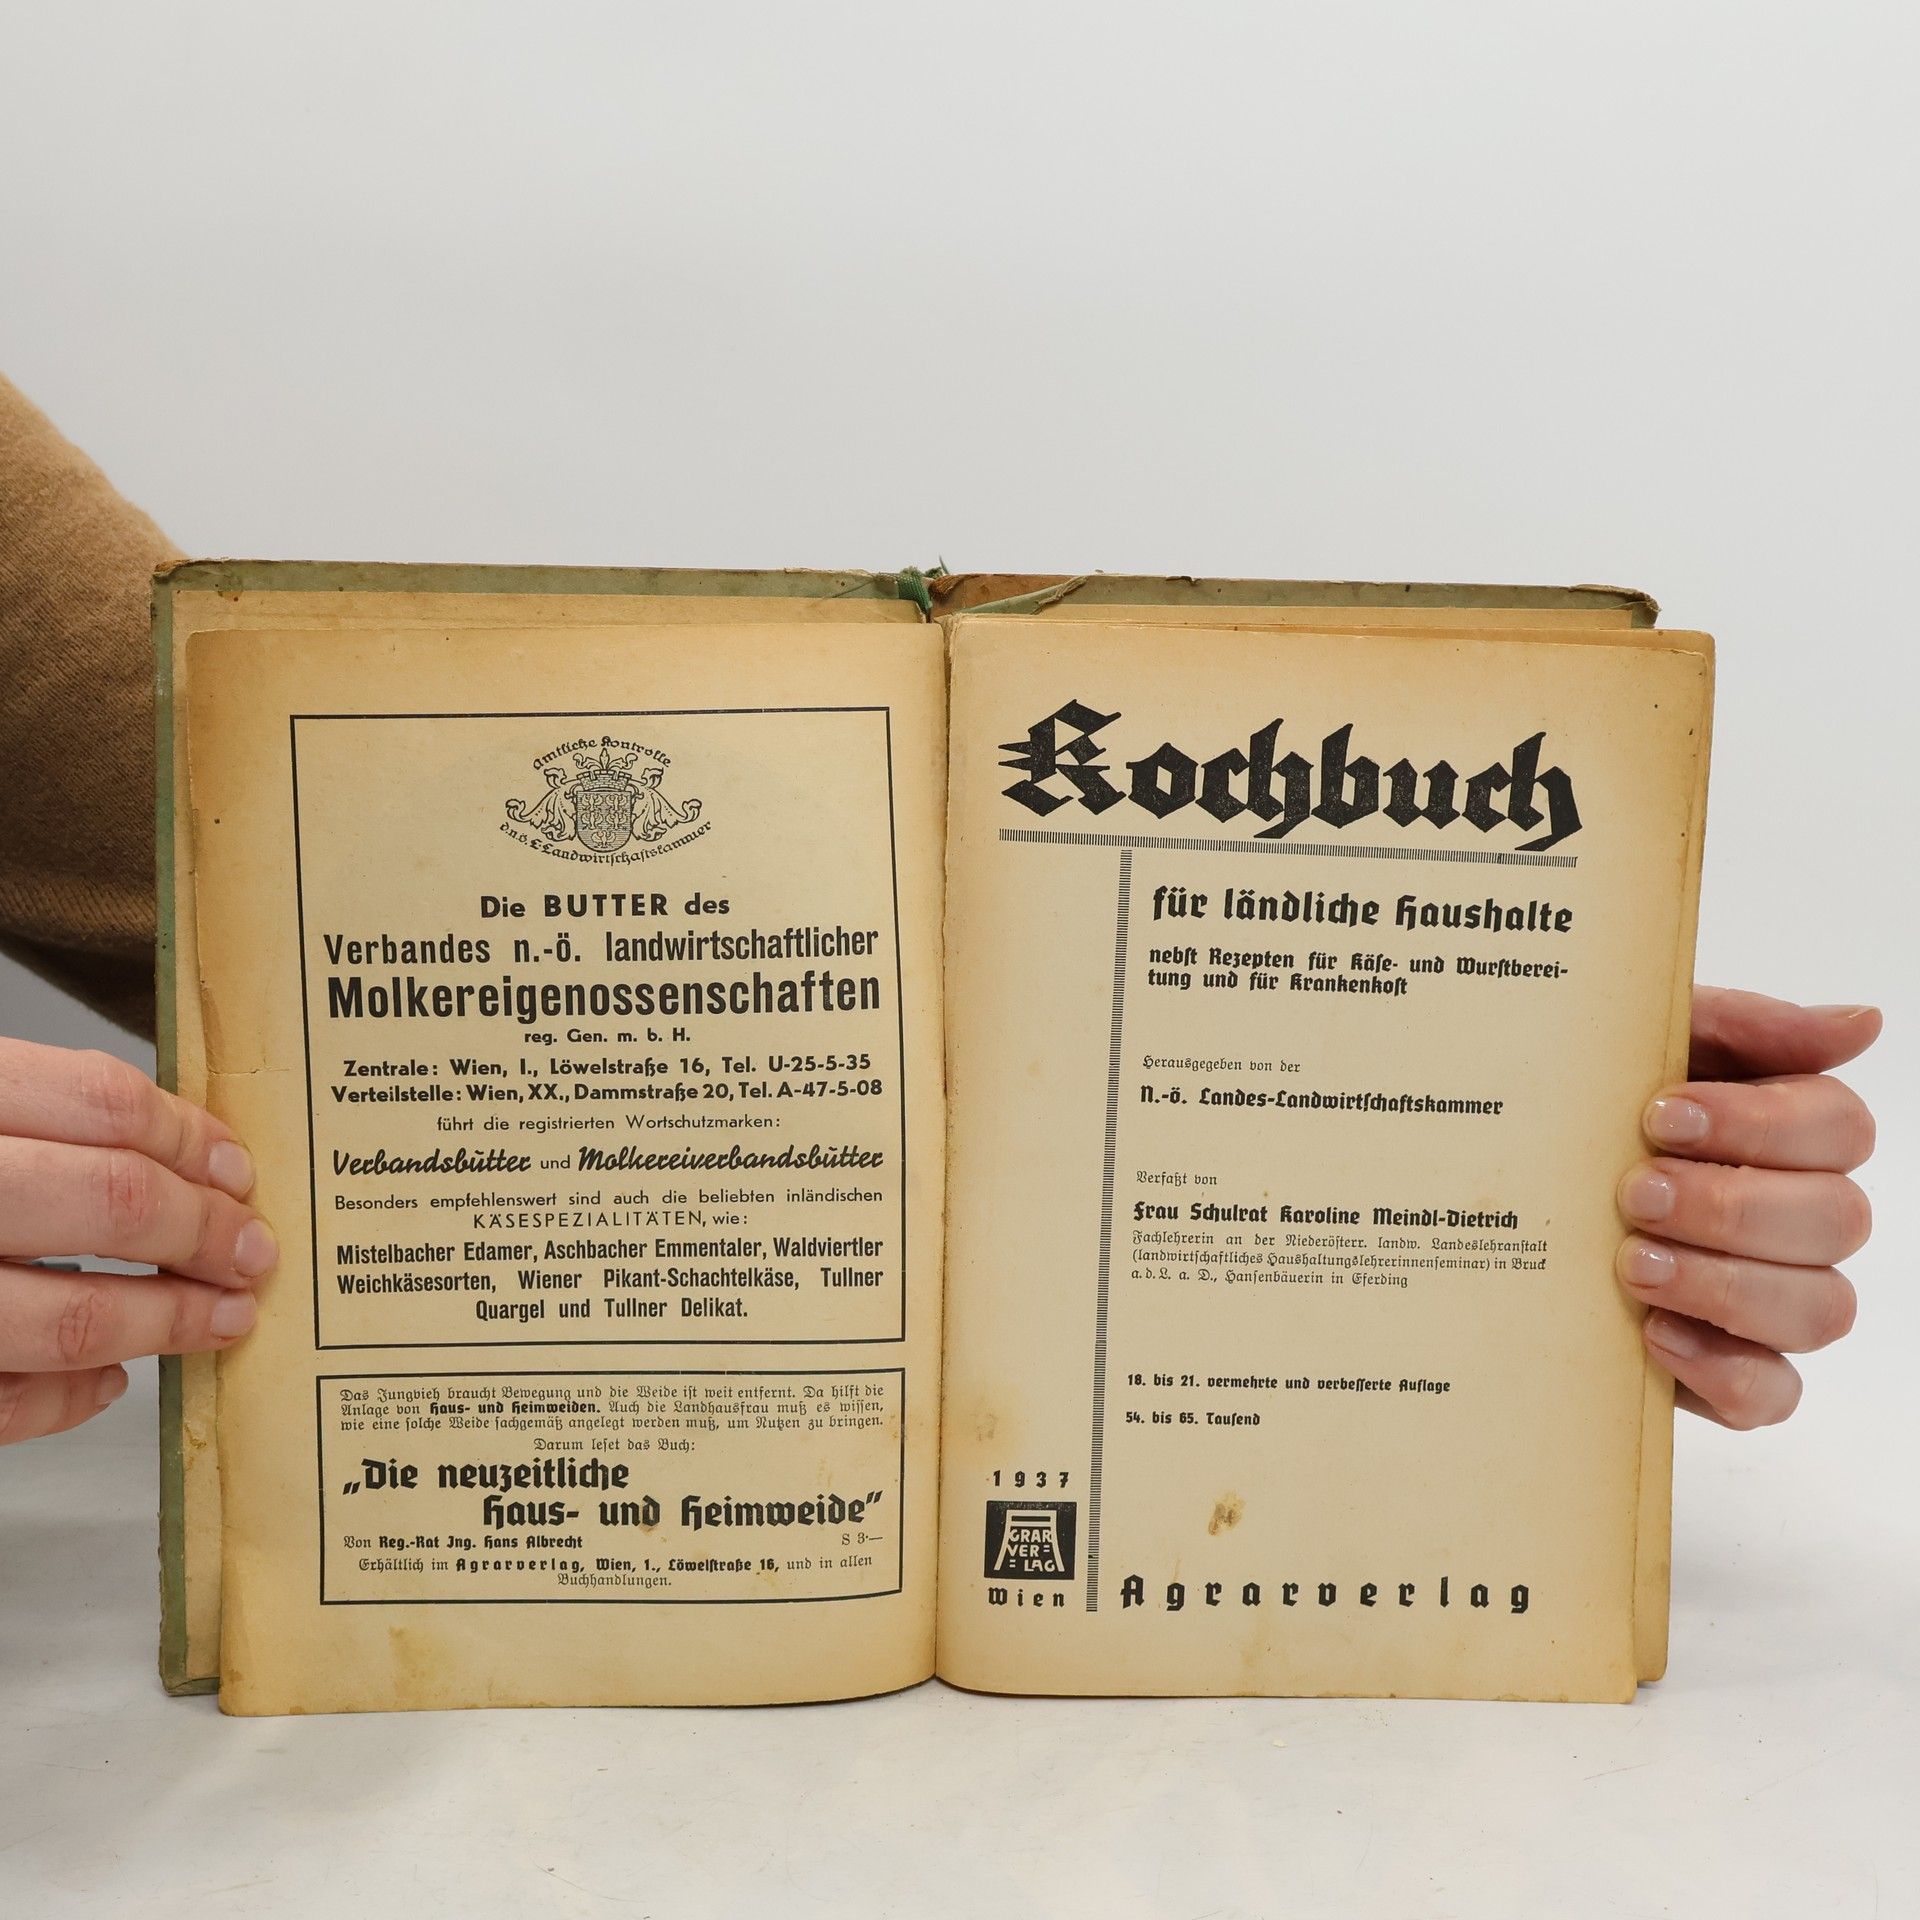 Amtliche Kontrolle
d. n.ö. L-Landwirtschaftskammer
Die BUTTER des
Verbandes n.-ö. landwirtschaftlicher
Molkereigenossenschaften
reg. Gen. m. b. H.
Zentrale: Wien, I., Löwelstraße 16, Tel. U-25-5-35
Verteilstelle: Wien, XX., Dammstraße 20, Tel. A-47-5-08
führt die registrierten Wortschutzmarken:
Verbandsbutter und Molkereiverbandsbutter
Besonders empfehlenswert sind auch die beliebten inländischen
KÄSESPEZIALITÄTEN, wie:
Mistelbacher Edamer, Aschbacher Emmentaler, Waldviertler
Weichkäsesorten, Wiener Pikant-Schachtelkäse, Tullner
Quargel und Tullner Delikat.
Das Jungvieh braucht Bewegung und die Weide ist weit entfernt. Da hilft die
Anlage von Haus- und Heimweiden. Auch die Landhausfrau muß es wissen,
wie eine solche Weide fachgemäß angelegt werden muß, um Nutzen zu bringen.
Darum leset das Buch:
„Die neuzeitliche
Haus- und Heimweide"
Von Reg.-Rat Ing. Hans Albrecht S 3·—
Erhältlich im Agrarverlag, Wien, 1., Löwelstraße 16, und in allen
Buchhandlungen.
Kochbuch
für ländliche Haushalte
nebst Rezepten für Käse- und Wurstberei-
tung und für Krankenkost
Herausgegeben von der
N.-ö. Landes-Landwirtschaftskammer
Verfaßt von
Frau Schulrat Karoline Meindl-Dietrich
Fachlehrerin an der Niederösterr. landw. Landeslehranstalt
(landwirtschaftliches Haushaltungslehrerinnenseminar) in Bruck
a. d. L. a. D., Hansenbäuerin in Eferding
18. bis 21. vermehrte und verbesserte Auflage
54. bis 65. Tausend
1937
AGRAR
VER=
=LAG
Wien
Agrarverlag